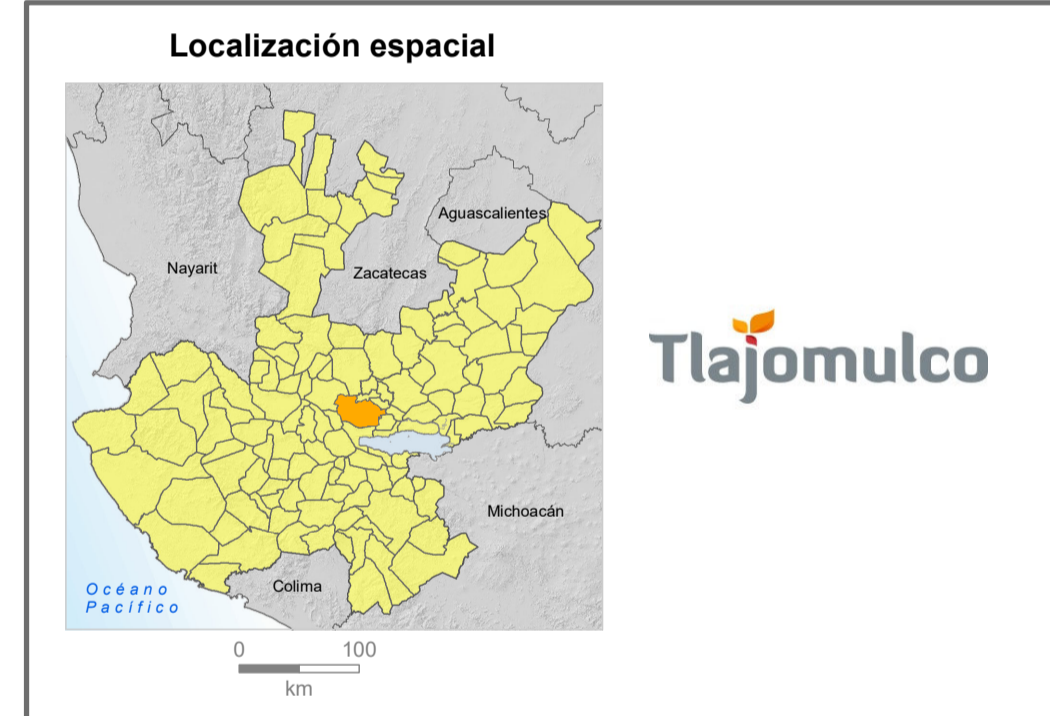 Localización espacial
Aguascalientes
Nayarit
Zacatecas
Tlajomulco
Michoacán
Colima
Océano
Pacífico
0 100
km